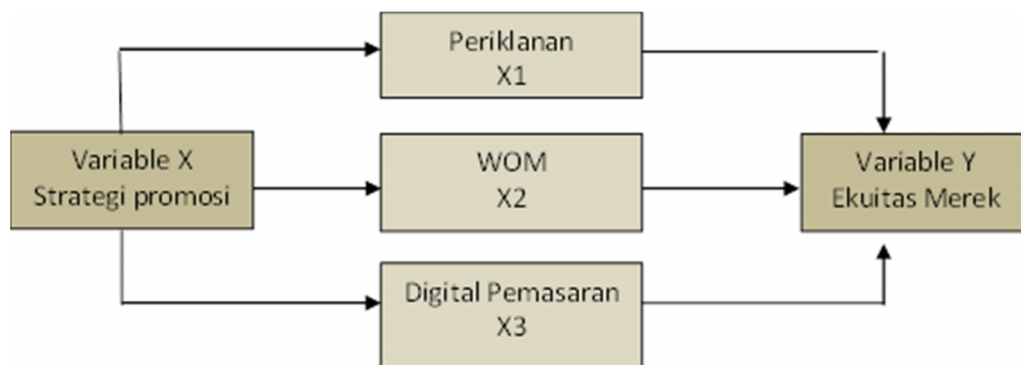 Periklanan
X1
Variable X
Strategi promosi
WOM
X2
Variable Y
Ekuitas Merek
Digital Pemasaran
X3